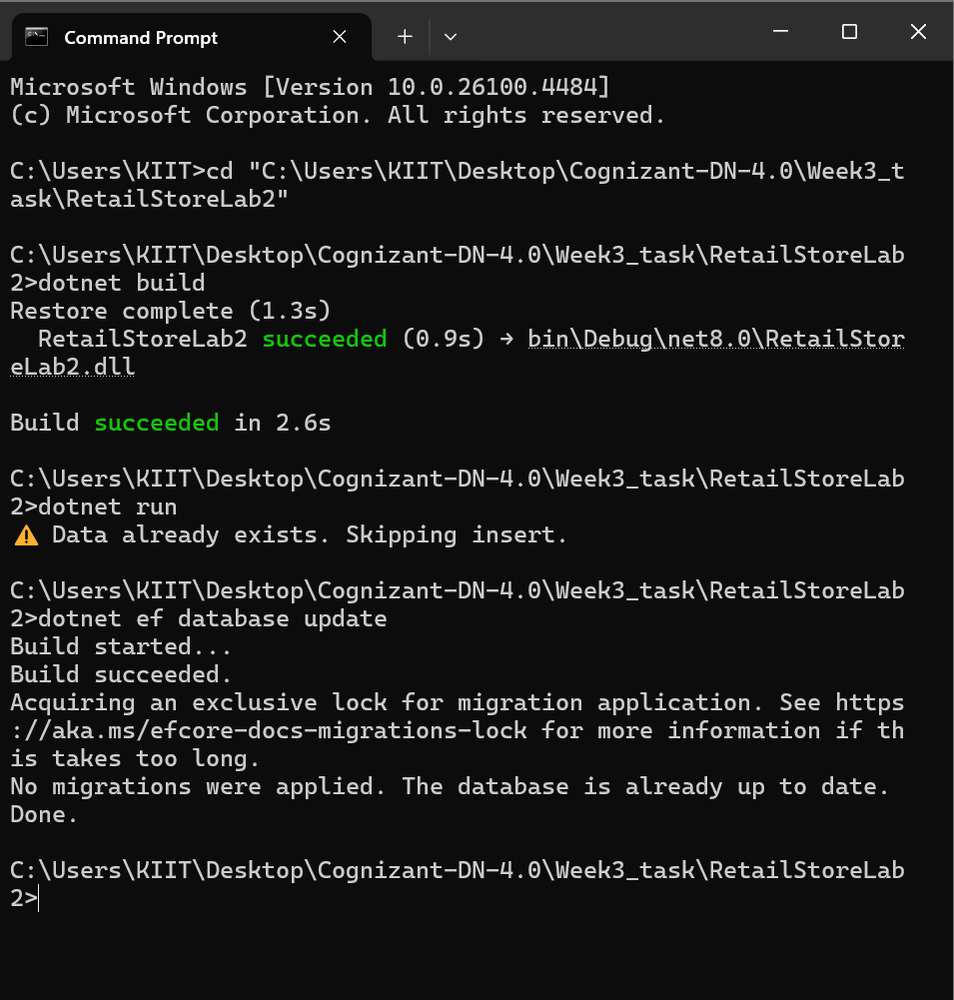 Command Prompt
Microsoft Windows [Version 10.0.26100.4484]
(c) Microsoft Corporation. All rights reserved.
C:\Users\KIIT>cd "C:\Users\KIIT\Desktop\Cognizant-DN-4.0\Week3_t
ask\RetailStoreLab2"
C:\Users\KIIT\Desktop\Cognizant-DN-4.0\Week3_task\RetailStoreLab
2>dotnet build
Restore complete (1.3s)
  RetailStoreLab2 succeeded (0.9s) → bin\Debug\net8.0\RetailStor
eLab2.dll
Build succeeded in 2.6s
C:\Users\KIIT\Desktop\Cognizant-DN-4.0\Week3_task\RetailStoreLab
2>dotnet run
⚠️ Data already exists. Skipping insert.
C:\Users\KIIT\Desktop\Cognizant-DN-4.0\Week3_task\RetailStoreLab
2>dotnet ef database update
Build started...
Build succeeded.
Acquiring an exclusive lock for migration application. See https
://aka.ms/efcore-docs-migrations-lock for more information if th
is takes too long.
No migrations were applied. The database is already up to date.
Done.
C:\Users\KIIT\Desktop\Cognizant-DN-4.0\Week3_task\RetailStoreLab
2>